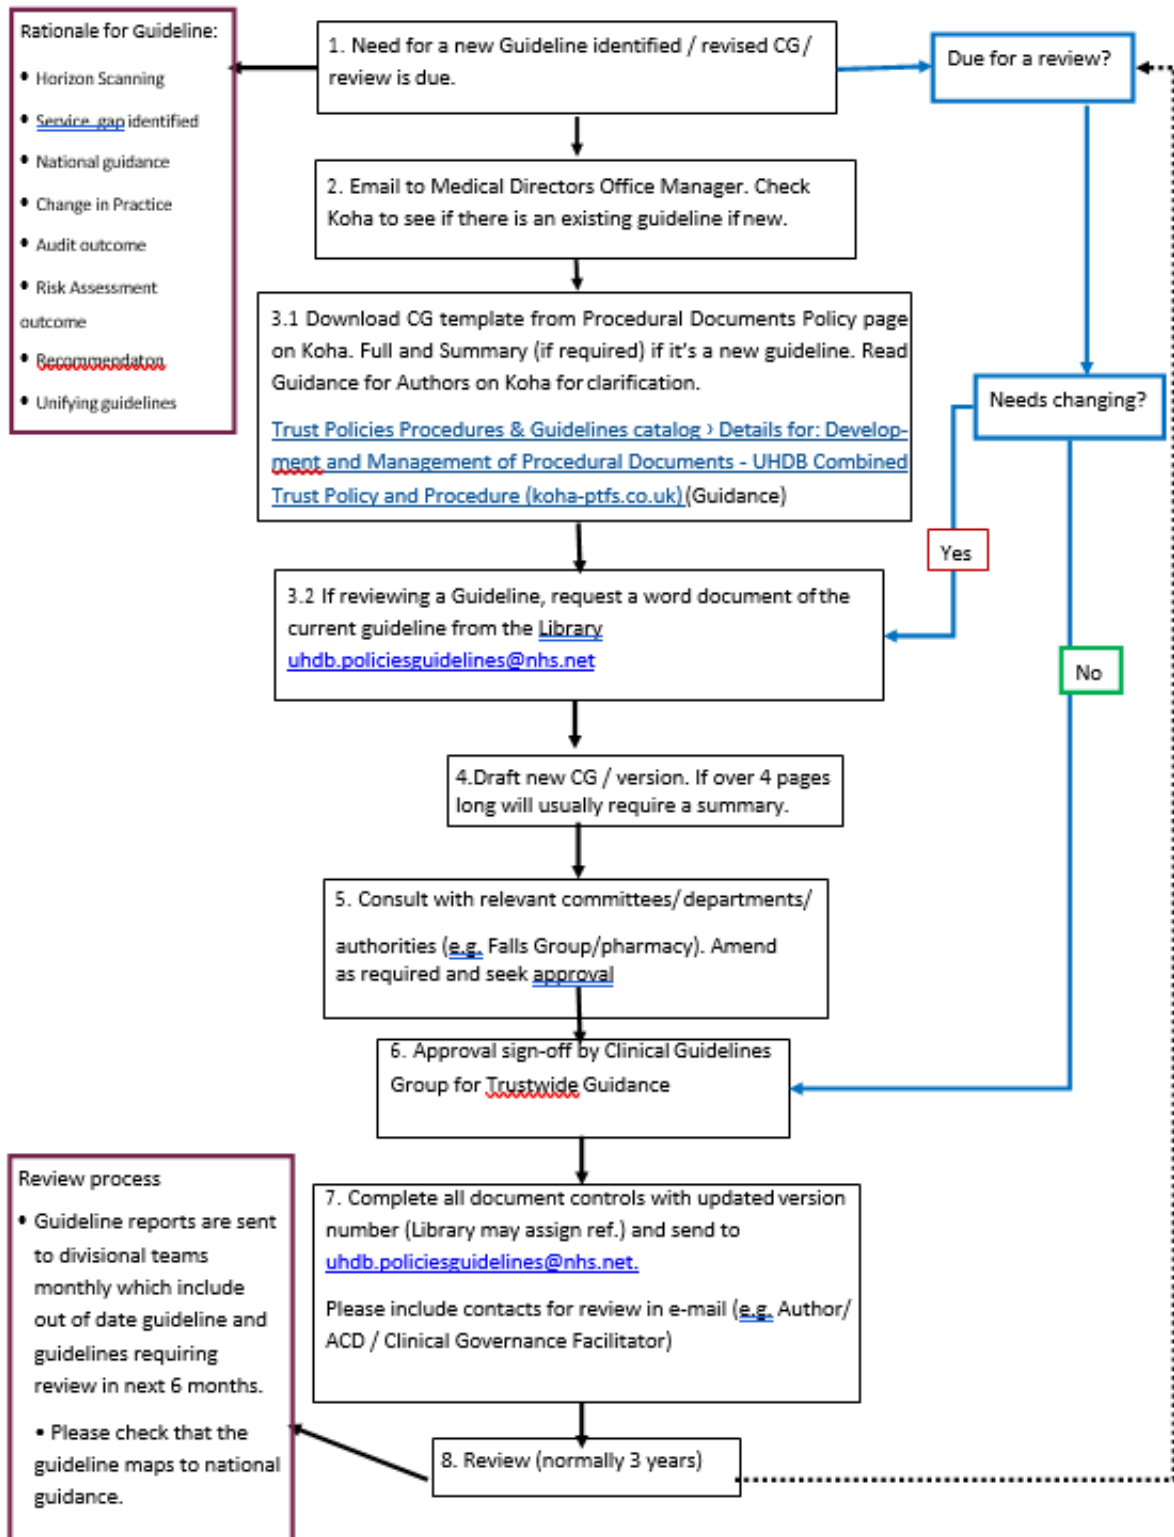 Rationale for Guideline:
• Horizon Scanning
• Service gap identified
• National guidance
• Change in Practice
• Audit outcome
• Risk Assessment
outcome
• Recommendaton
• Unifying guidelines
1. Need for a new Guideline identified / revised CG /
review is due.
Due for a review?
2. Email to Medical Directors Office Manager. Check
Koha to see if there is an existing guideline if new.
3.1 Download CG template from Procedural Documents Policy page
on Koha. Full and Summary (if required) if it's a new guideline. Read
Guidance for Authors on Koha for clarification.
Trust Policies Procedures & Guidelines catalog › Details for: Develop-
ment and Management of Procedural Documents - UHDB Combined
Trust Policy and Procedure (koha-ptfs.co.uk) (Guidance)
Needs changing?
Yes
3.2 If reviewing a Guideline, request a word document of the
current guideline from the Library
uhdb.policiesguidelines@nhs.net
No
4.Draft new CG / version. If over 4 pages
long will usually require a summary.
5. Consult with relevant committees/departments/
authorities (e.g. Falls Group/pharmacy). Amend
as required and seek approval
6. Approval sign-off by Clinical Guidelines
Group for Trustwide Guidance
7. Complete all document controls with updated version
number (Library may assign ref.) and send to
uhdb.policiesguidelines@nhs.net.
Please include contacts for review in e-mail (e.g. Author/
ACD / Clinical Governance Facilitator)
Review process
• Guideline reports are sent
to divisional teams
monthly which include
out of date guideline and
guidelines requiring
review in next 6 months.
• Please check that the
guideline maps to national
guidance.
8. Review (normally 3 years)